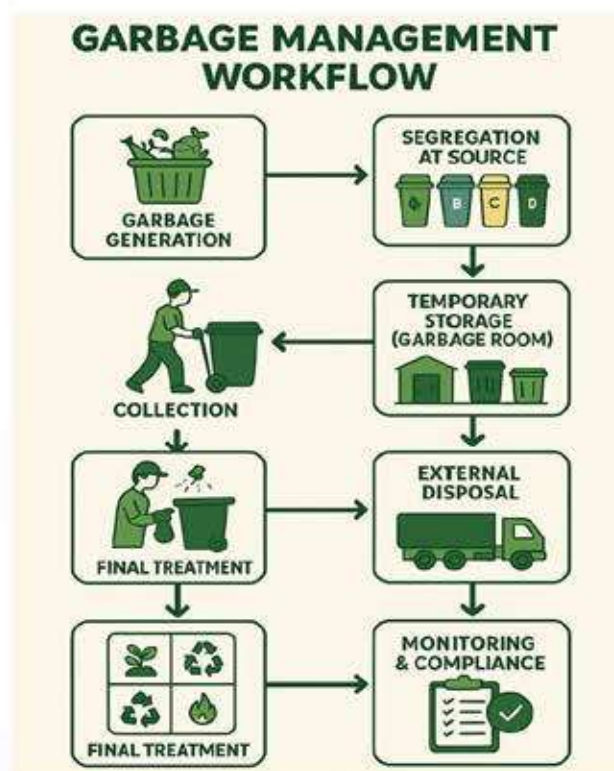 GARBAGE MANAGEMENT
WORKFLOW
GARBAGE
GENERATION
SEGREGATION
AT SOURCE
B
C
D
TEMPORARY
STORAGE
(GARBAGE ROOM)
COLLECTION
FINAL TREATMENT
EXTERNAL
DISPOSAL
FINAL TREATMENT
MONITORING
& COMPLIANCE